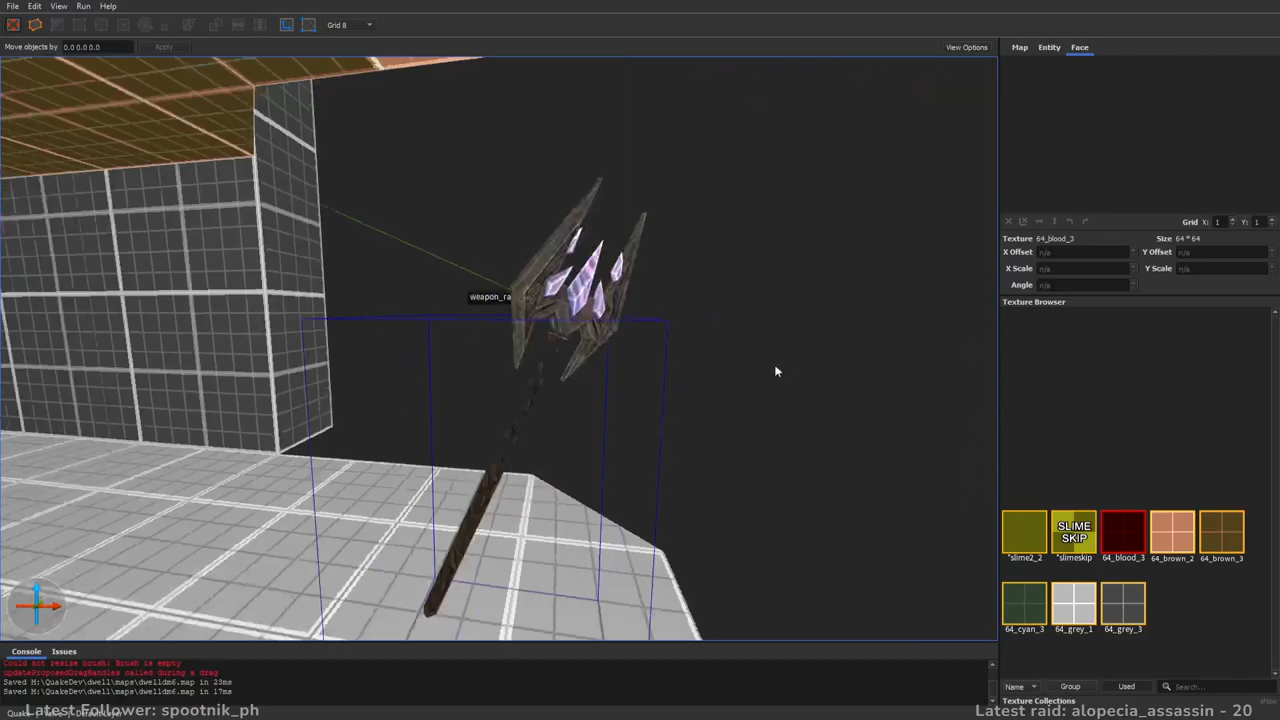 File Edit View Run Help
Grid 8
Move objects by 0.0 0.0 0.0 Apply View Options
Map Entity Face
weapon_ra
Grid X: 1 Y: 1
Texture 64_blood_3 Size 64 * 64
X Offset n/a Y Offset n/a
X Scale n/a Y Scale n/a
Angle n/a
Texture Browser
SLIME SKIP
*slime2_2 *slimeskip 64_blood_3 64_brown_2 64_brown_3
64_cyan_3 64_grey_1 64_grey_3
Console Issues
Could not resize brush: Brush is empty
updateProposedDragHandles called during a drag
Saved M:\QuakeDev\dwell\maps\dwelldm6.map in 23ms
Saved M:\QuakeDev\dwell\maps\dwelldm6.map in 17ms
Name Group Used Search...
Texture Collections show
Latest Follower: spootnik_ph
Latest raid: alopecia_assassin - 20